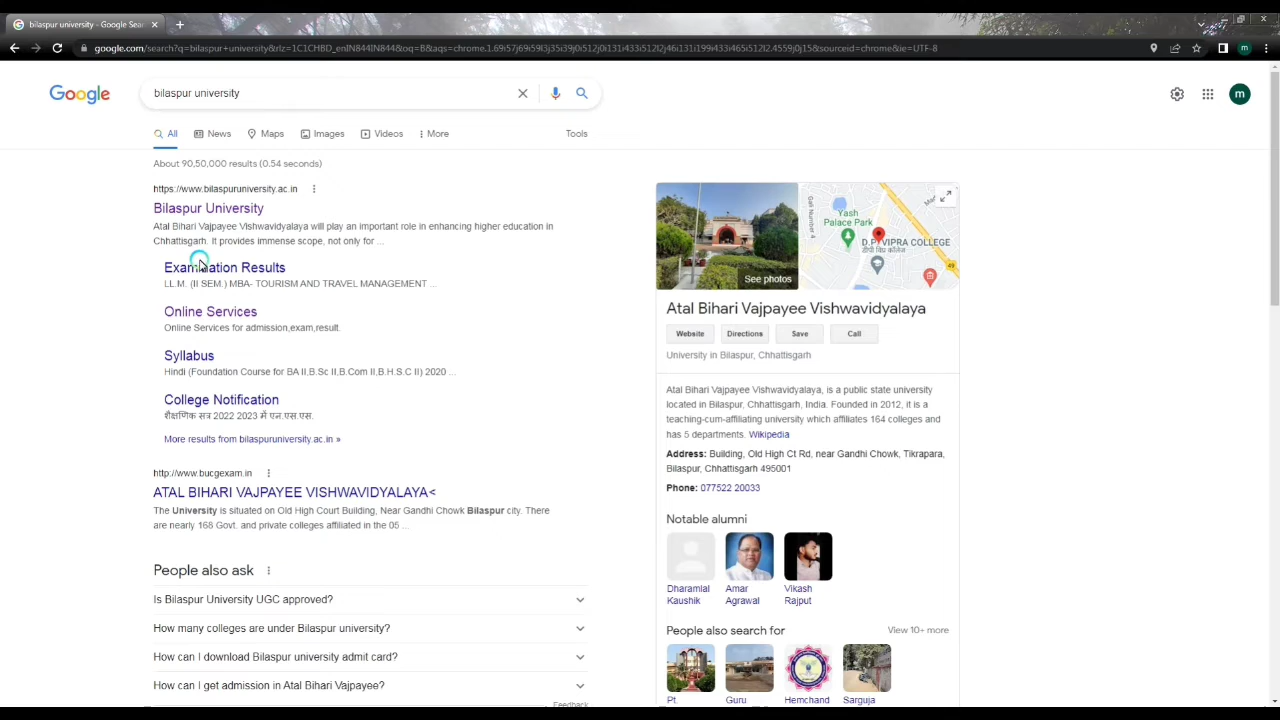 bilaspur university - Google Sear
google.com/search?q=bilaspur+university&rlz=1C1CHBD_enIN844IN844&oq=B&aqs=chrome.1.69i57j69i59l3j35i39j0i512j0i131i433i512l2j46i131i199i433i465i512l2.4559j0j15&sourceid=chrome&ie=UTF-8
m
Google
bilaspur university
m
All
News
Maps
Images
Videos
More
Tools
About 90,50,000 results (0.54 seconds)
https://www.bilaspuruniversity.ac.in
Bilaspur University
Atal Bihari Vajpayee Vishwavidyalaya will play an important role in enhancing higher education in
Chhattisgarh. It provides immense scope, not only for ...
Examination Results
LL M. (II SEM.) MBA- TOURISM AND TRAVEL MANAGEMENT ...
Online Services
Online Services for admission,exam,result.
Syllabus
Hindi (Foundation Course for BA II,B.Sc II,B.Com II,B.H.S.C II) 2020 ...
College Notification
शैक्षणिक सत्र 2022 2023 में एन.एस.एस.
More results from bilaspuruniversity.ac.in »
http://www.bucgexam.in
ATAL BIHARI VAJPAYEE VISHWAVIDYALAYA<
The University is situated on Old High Court Building, Near Gandhi Chowk Bilaspur city. There
are nearly 168 Govt. and private colleges affiliated in the 05 ...
People also ask
Is Bilaspur University UGC approved?
How many colleges are under Bilaspur university?
How can I download Bilaspur university admit card?
How can I get admission in Atal Bihari Vajpayee?
Feedback
See photos
Gali Number 4
Yash
Palace Park
D.P. VIPRA COLLEGE
49
Atal Bihari Vajpayee Vishwavidyalaya
Website
Directions
Save
Call
University in Bilaspur, Chhattisgarh
Atal Bihari Vajpayee Vishwavidyalaya, is a public state university
located in Bilaspur, Chhattisgarh, India. Founded in 2012, it is a
teaching-cum-affiliating university which affiliates 164 colleges and
has 5 departments. Wikipedia
Address: Building, Old High Ct Rd, near Gandhi Chowk, Tikrapara,
Bilaspur, Chhattisgarh 495001
Phone: 077522 20033
Notable alumni
Dharamlal
Kaushik
Amar
Agrawal
Vikash
Rajput
People also search for
View 10+ more
Pt.
Guru
Hemchand
Sarguja